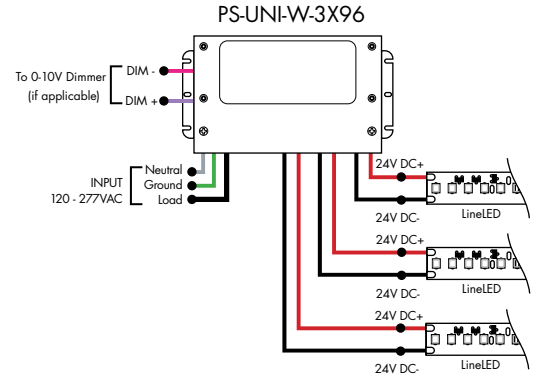 PS-UNI-W-3X96
To 0-10V Dimmer
(if applicable)
DIM -
DIM +
INPUT
120 - 277VAC
Neutral
Ground
Load
24V DC+
24V DC-
LineLED
24V DC+
24V DC-
LineLED
24V DC+
24V DC-
LineLED